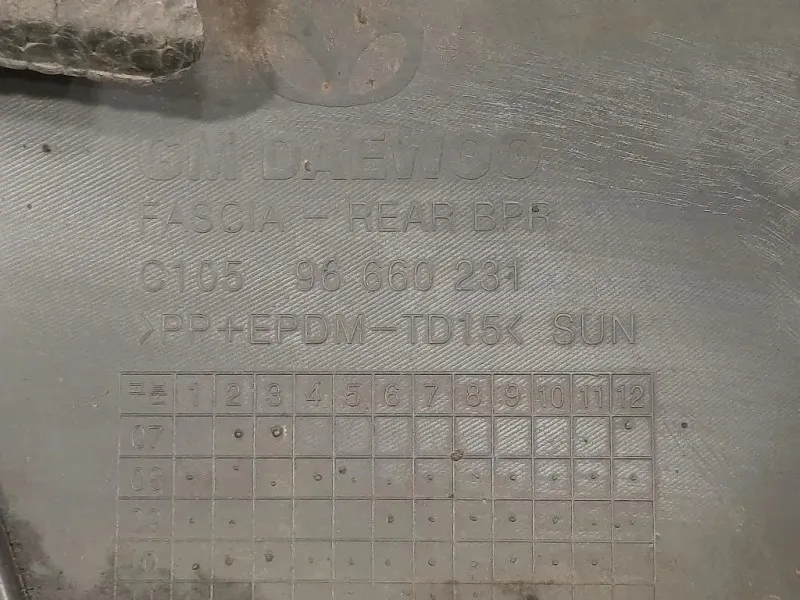 GM DAEWOO
FASCIA - REAR BPR
C105 96 660 231
>PP+EPDM-TD15< SUN
구분 1 2 3 4 5 6 7 8 9 10 11 12
07